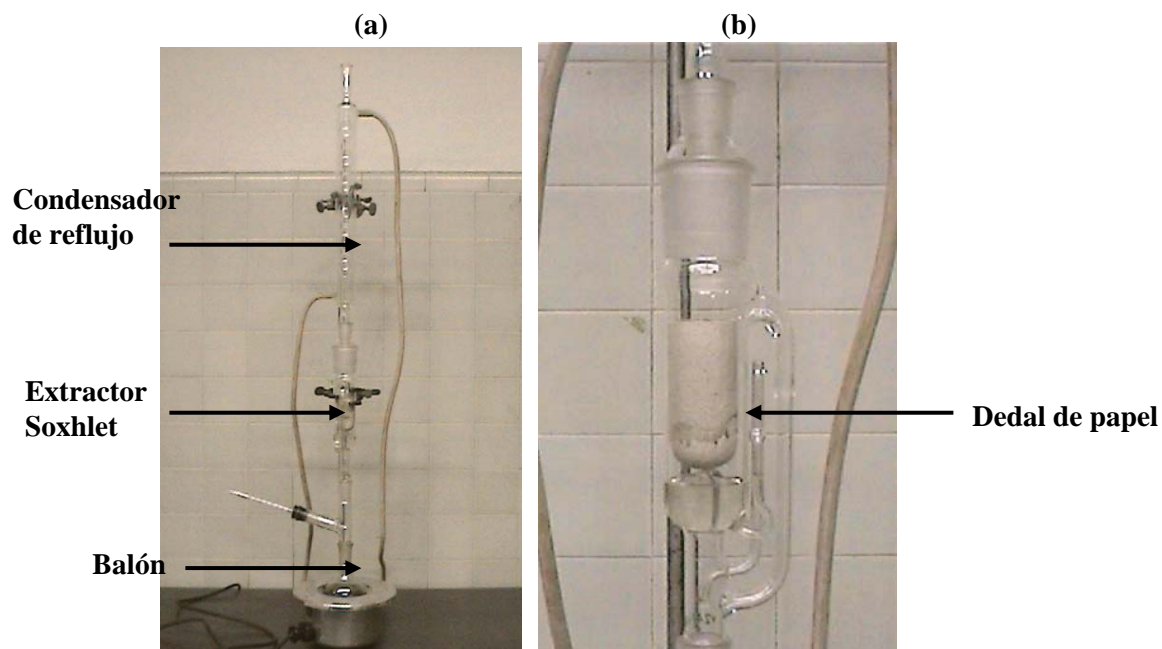 (a)
(b)
Condensador
de reflujo
Extractor
Soxhlet
Dedal de papel
Balón